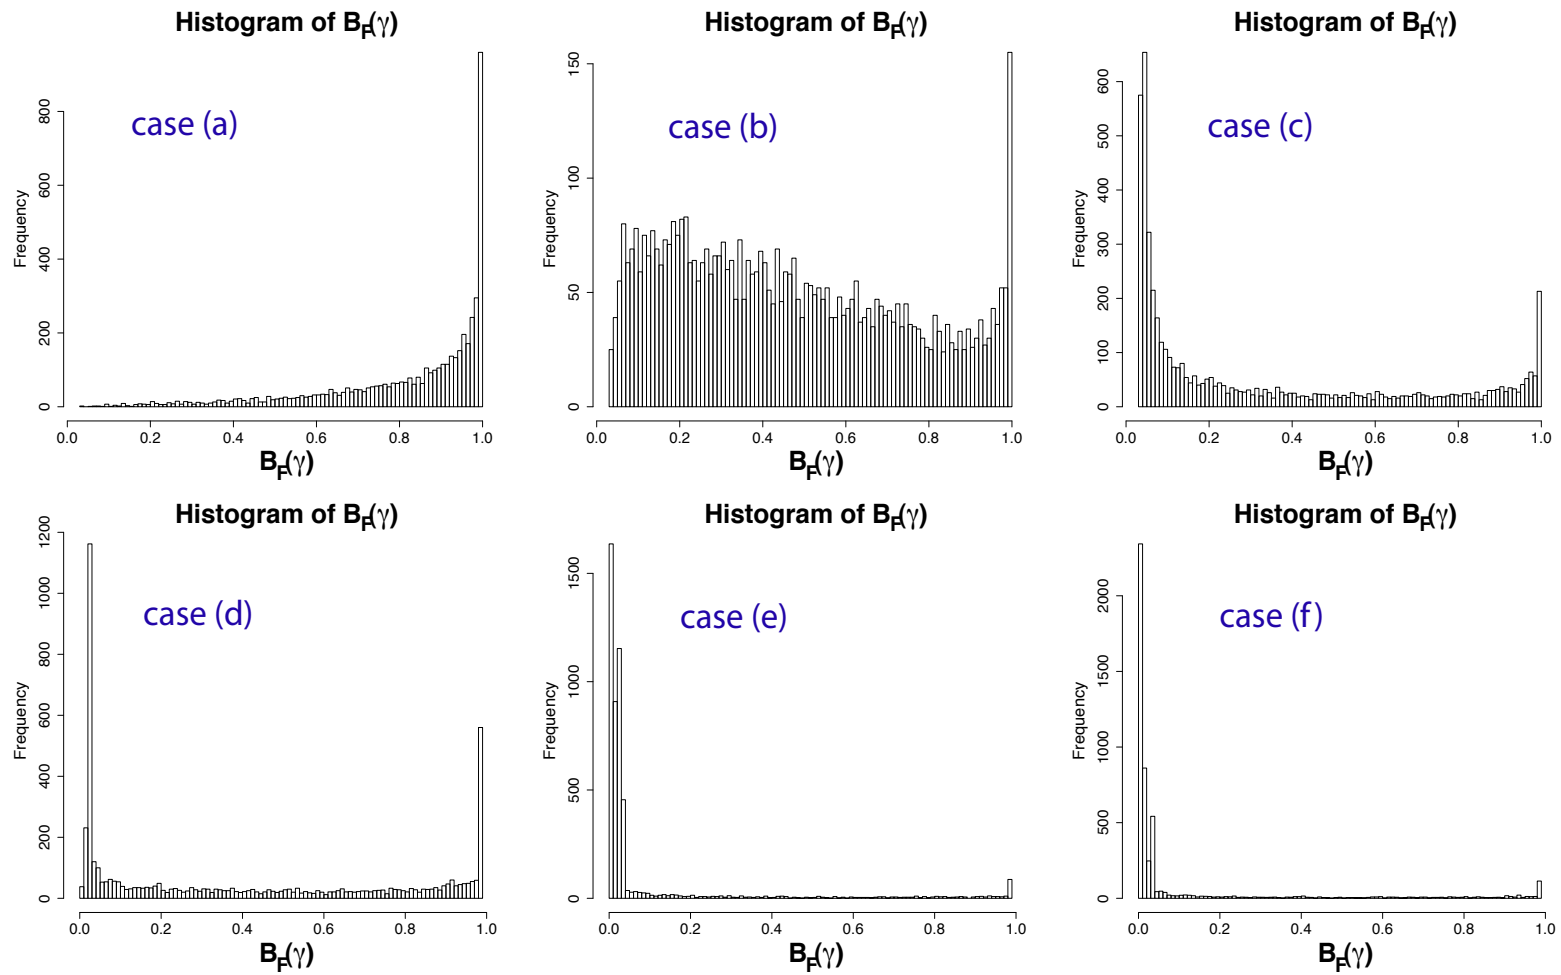 Histogram of B_F(γ)
case (a)
Frequency
0 200 400 600 800
0.0 0.2 0.4 0.6 0.8 1.0
B_F(γ)
Histogram of B_F(γ)
case (b)
Frequency
0 50 100 150
0.0 0.2 0.4 0.6 0.8 1.0
B_F(γ)
Histogram of B_F(γ)
case (c)
Frequency
0 100 200 300 400 500 600
0.0 0.2 0.4 0.6 0.8 1.0
B_F(γ)
Histogram of B_F(γ)
case (d)
Frequency
0 200 400 600 800 1000 1200
0.0 0.2 0.4 0.6 0.8 1.0
B_F(γ)
Histogram of B_F(γ)
case (e)
Frequency
0 500 1000 1500
0.0 0.2 0.4 0.6 0.8 1.0
B_F(γ)
Histogram of B_F(γ)
case (f)
Frequency
0 500 1000 1500 2000
0.0 0.2 0.4 0.6 0.8 1.0
B_F(γ)